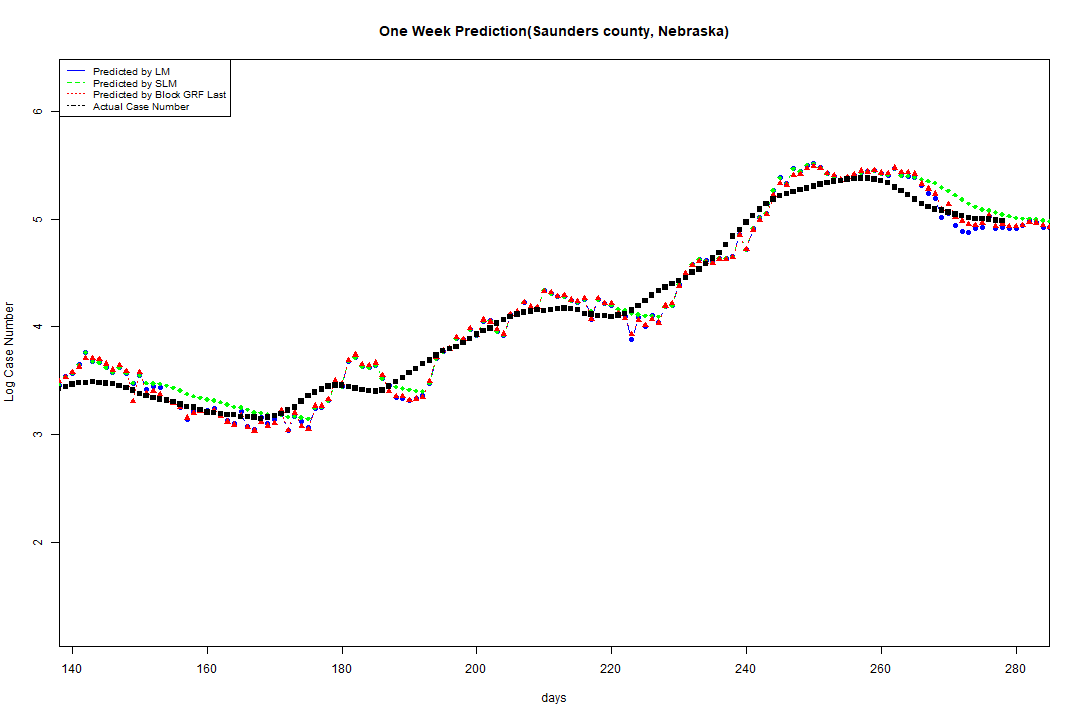 One Week Prediction(Saunders county, Nebraska)
Predicted by LM
Predicted by SLM
Predicted by Block GRF Last
Actual Case Number
6
5
4
3
2
Log Case Number
140 160 180 200 220 240 260 280
days